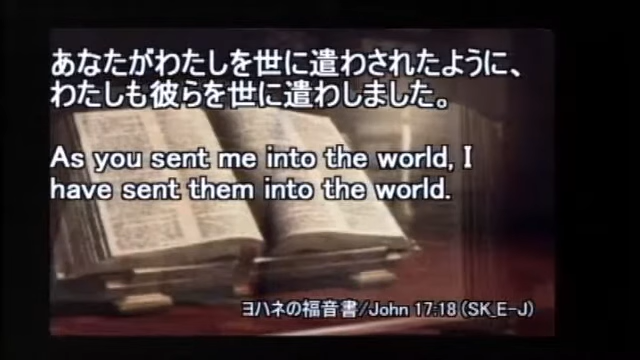 あなたがわたしを世に遣わされたように、
わたしも彼らを世に遣わしました。
As you sent me into the world, I
have sent them into the world.
ヨハネの福音書/John 17:18 (SK_E-J)